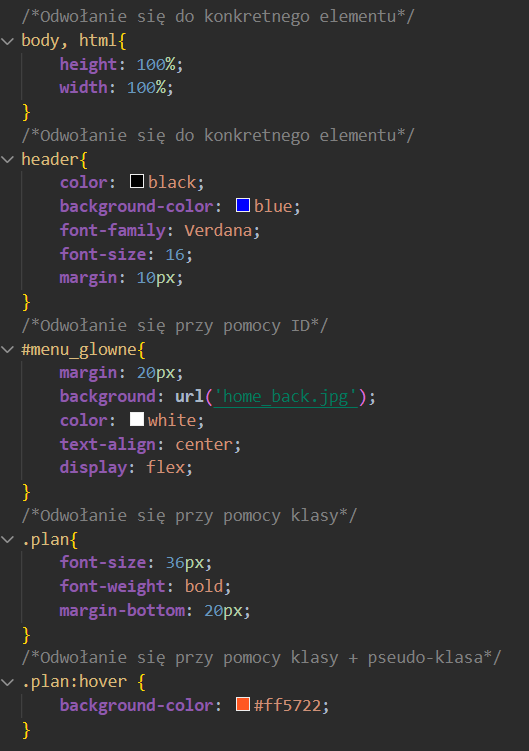 /*Odwołanie się do konkretnego elementu*/
body, html{
    height: 100%;
    width: 100%;
}
/*Odwołanie się do konkretnego elementu*/
header{
    color: black;
    background-color: blue;
    font-family: Verdana;
    font-size: 16;
    margin: 10px;
}
/*Odwołanie się przy pomocy ID*/
#menu_glowne{
    margin: 20px;
    background: url('home_back.jpg');
    color: white;
    text-align: center;
    display: flex;
}
/*Odwołanie się przy pomocy klasy*/
.plan{
    font-size: 36px;
    font-weight: bold;
    margin-bottom: 20px;
}
/*Odwołanie się przy pomocy klasy + pseudo-klasa*/
.plan:hover {
    background-color: #ff5722;
}